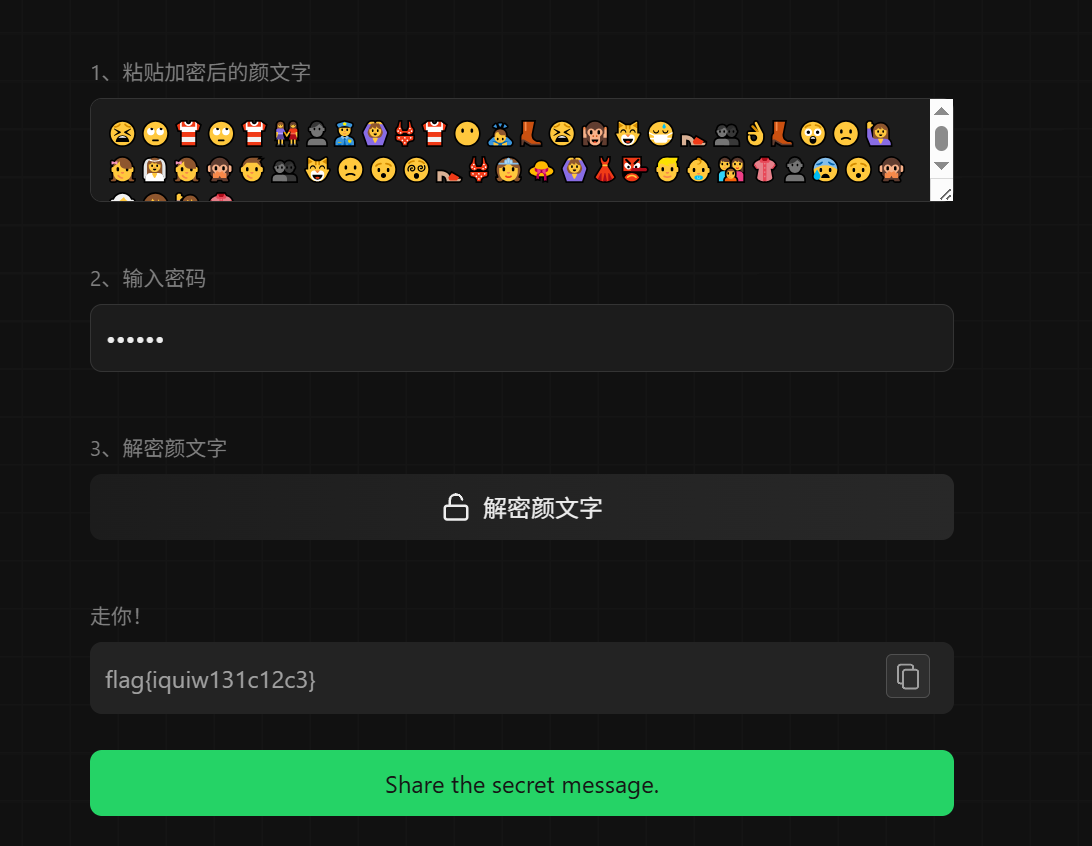 1、粘贴加密后的颜文字
2、输入密码
••••••
3、解密颜文字
解密颜文字
走你！
flag{iquiw131c12c3}
Share the secret message.